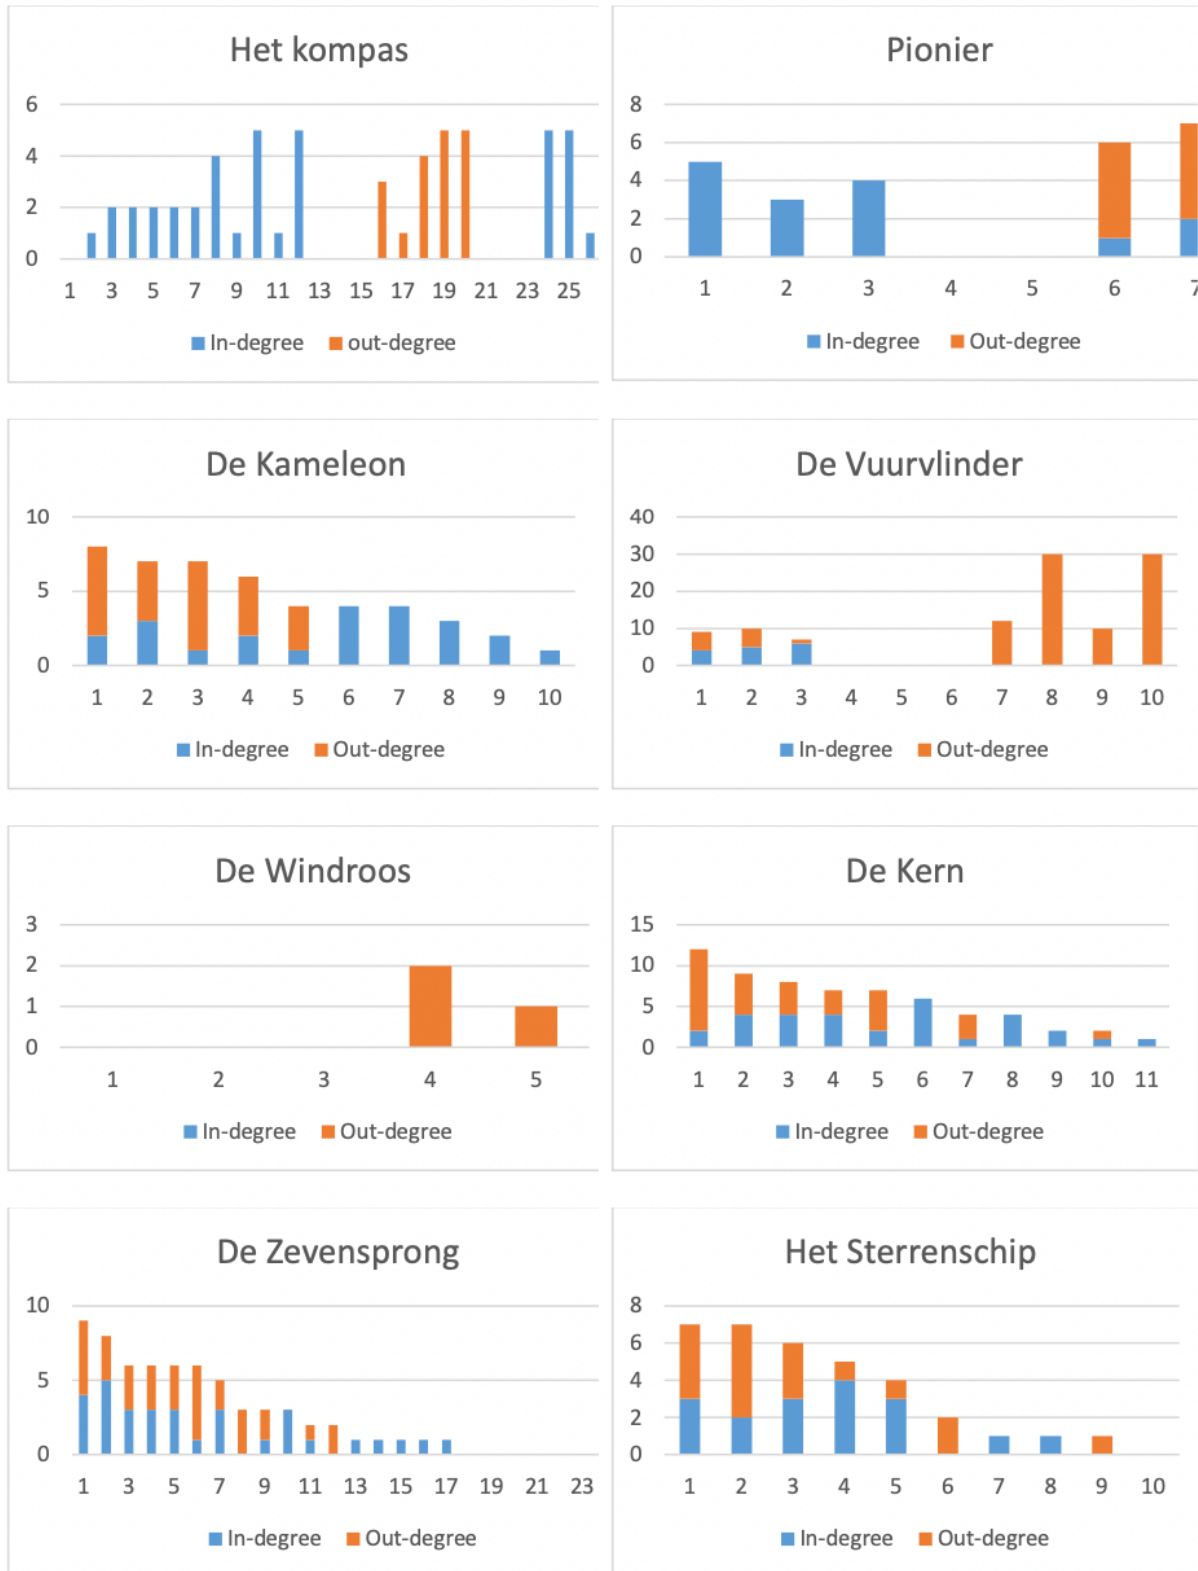 Het kompas
6
4
2
0
1 3 5 7 9 11 13 15 17 19 21 23 25
In-degree out-degree
Pionier
8
6
4
2
0
1 2 3 4 5 6 7
In-degree Out-degree
De Kameleon
10
5
0
1 2 3 4 5 6 7 8 9 10
In-degree Out-degree
De Vuurvlinder
40
30
20
10
0
1 2 3 4 5 6 7 8 9 10
In-degree Out-degree
De Windroos
3
2
1
0
1 2 3 4 5
In-degree Out-degree
De Kern
15
10
5
0
1 2 3 4 5 6 7 8 9 10 11
In-degree Out-degree
De Zevensprong
10
5
0
1 3 5 7 9 11 13 15 17 19 21 23
In-degree Out-degree
Het Sterrenschip
8
6
4
2
0
1 2 3 4 5 6 7 8 9 10
In-degree Out-degree